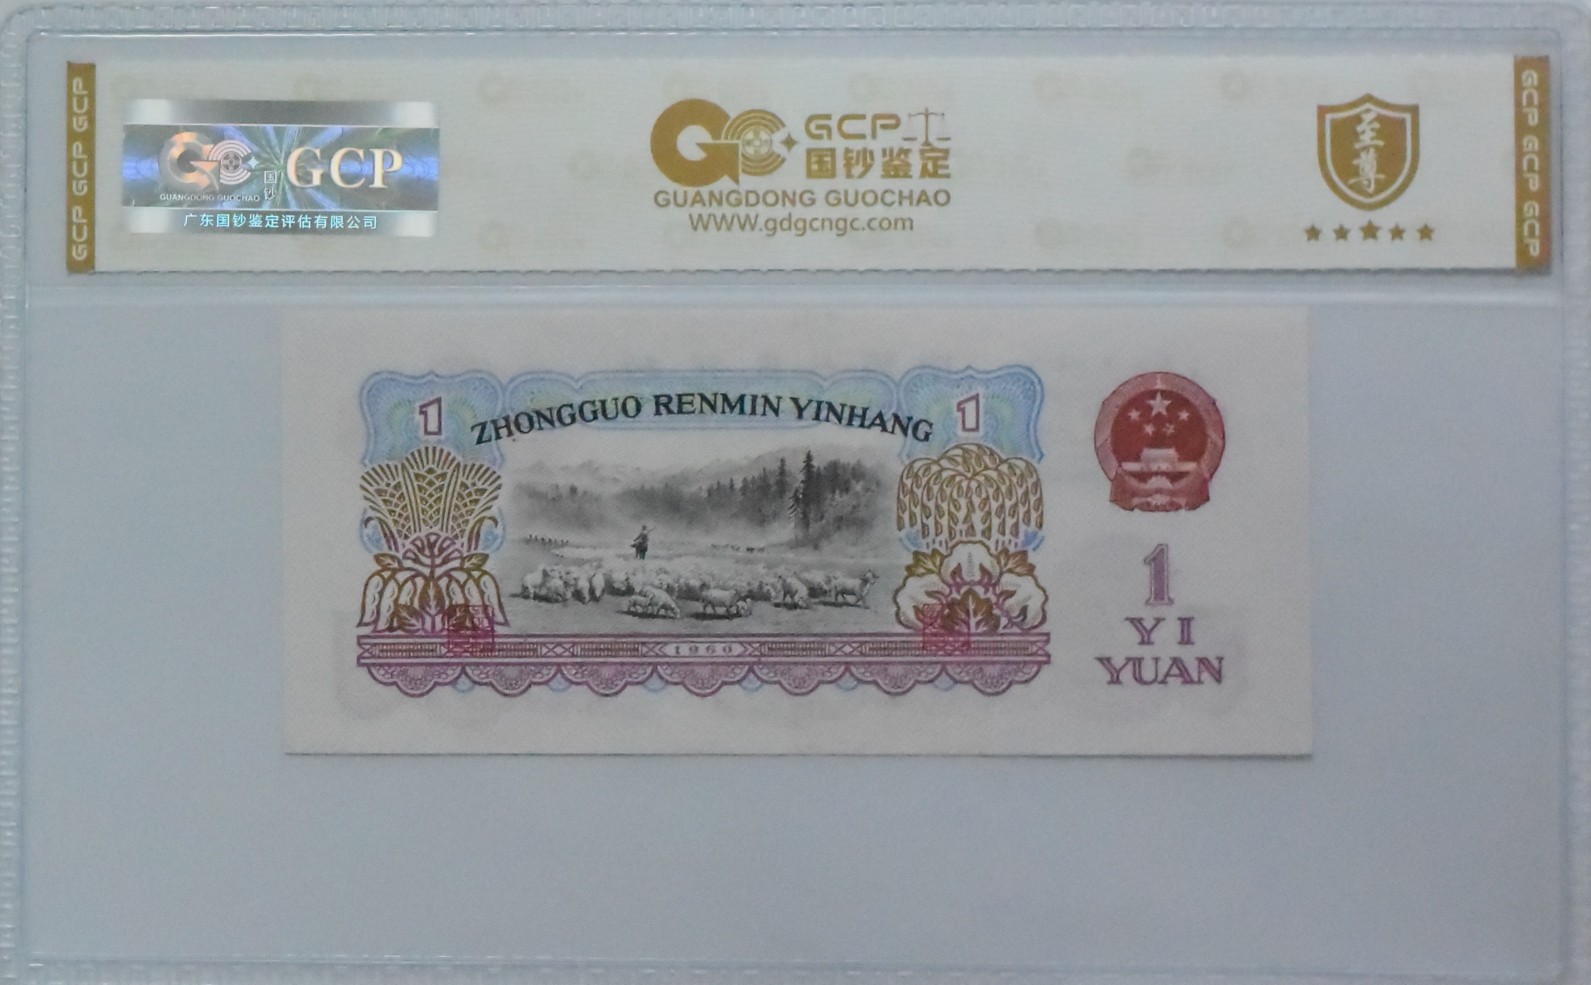 GCP GCP GCP
GCP
GUANGDONG GUOCHAO
国钞
广东国钞鉴定评估有限公司
GCP
国钞鉴定
GUANGDONG GUOCHAO
WWW.gdgcngc.com
至尊
GCP GCP GCP
1
ZHONGGUO RENMIN YINHANG
1
1960
1
YI
YUAN